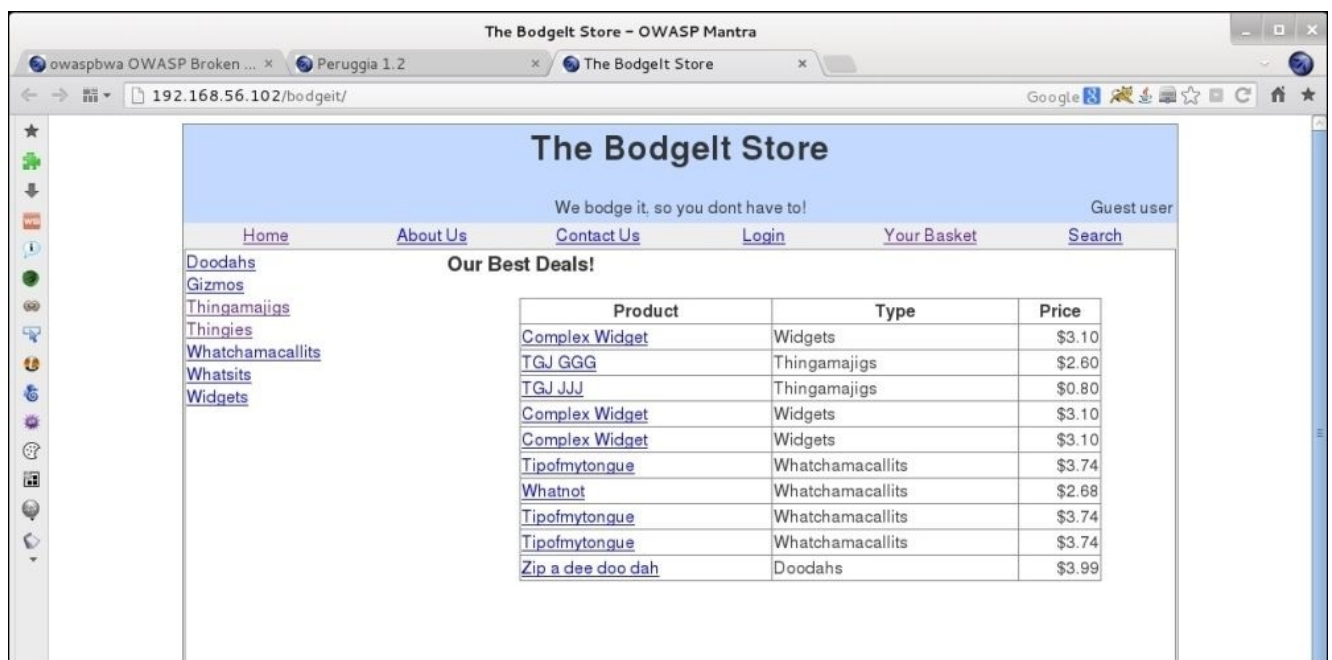 The BodgeIt Store - OWASP Mantra
owaspbwa OWASP Broken ... × Peruggia 1.2 × The BodgeIt Store ×
192.168.56.102/bodgeit/ Google
The BodgeIt Store
We bodge it, so you dont have to! Guest user
Home About Us Contact Us Login Your Basket Search
Doodahs
Gizmos
Thingamajigs
Thingies
Whatchamacallits
Whatsits
Widgets
Our Best Deals!
Product Type Price
Complex Widget Widgets $3.10
TGJ GGG Thingamajigs $2.60
TGJ JJJ Thingamajigs $0.80
Complex Widget Widgets $3.10
Complex Widget Widgets $3.10
Tipofmytongue Whatchamacallits $3.74
Whatnot Whatchamacallits $2.68
Tipofmytongue Whatchamacallits $3.74
Tipofmytongue Whatchamacallits $3.74
Zip a dee doo dah Doodahs $3.99